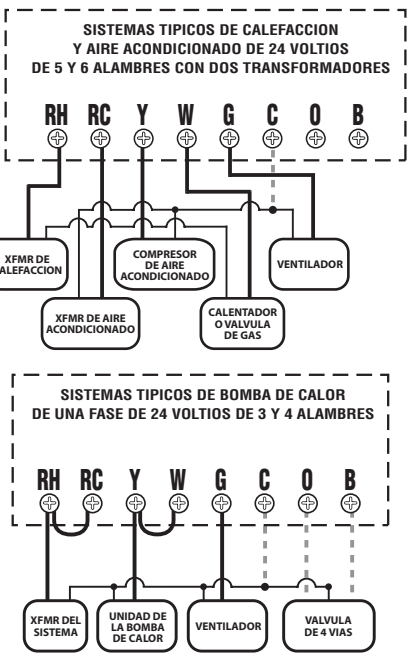 SISTEMAS TIPICOS DE CALEFACCION
Y AIRE ACONDICIONADO DE 24 VOLTIOS
DE 5 Y 6 ALAMBRES CON DOS TRANSFORMADORES
RH RC Y W G C O B
XFMR DE
ALEFACCION
COMPRESOR
DE AIRE
ACONDICIONADO
VENTILADOR
XFMR DE AIRE
ACONDICIONADO
CALENTADOR
O VALVULA
DE GAS
SISTEMAS TIPICOS DE BOMBA DE CALOR
DE UNA FASE DE 24 VOLTIOS DE 3 Y 4 ALAMBRES
RH RC Y W G C O B
XFMR DEL
SISTEMA
UNIDAD DE
LA BOMBA
DE CALOR
VENTILADOR
VALVULA
DE 4 VIAS